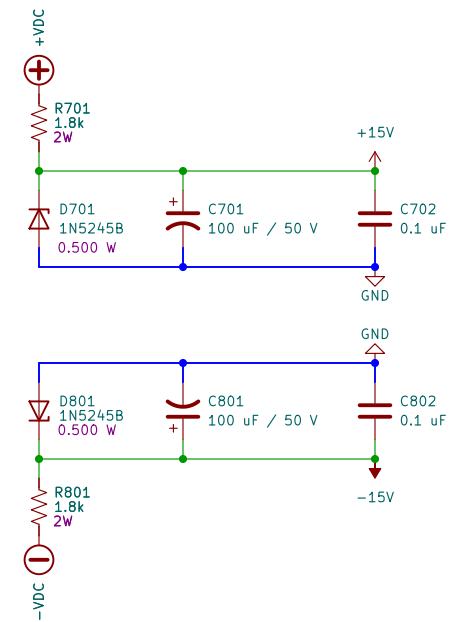 +VDC
R701
1.8k
2W
+15V
D701
1N5245B
0.500 W
+
C701
100 uF / 50 V
C702
0.1 uF
GND
GND
D801
1N5245B
0.500 W
C801
100 uF / 50 V
+
C802
0.1 uF
R801
1.8k
2W
-15V
-VDC